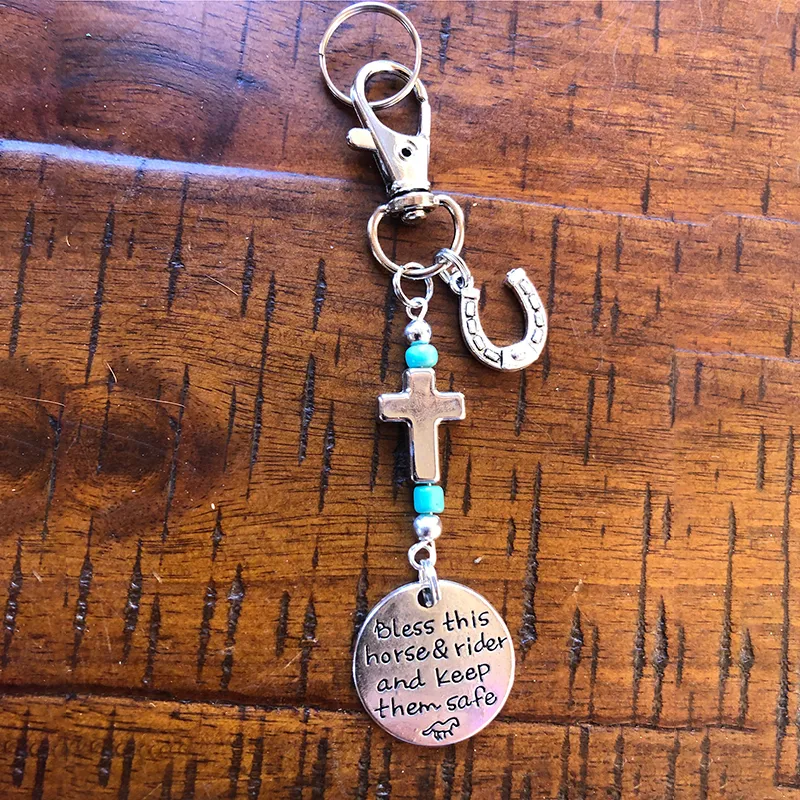 Bless this
horse & rider
and keep
them safe